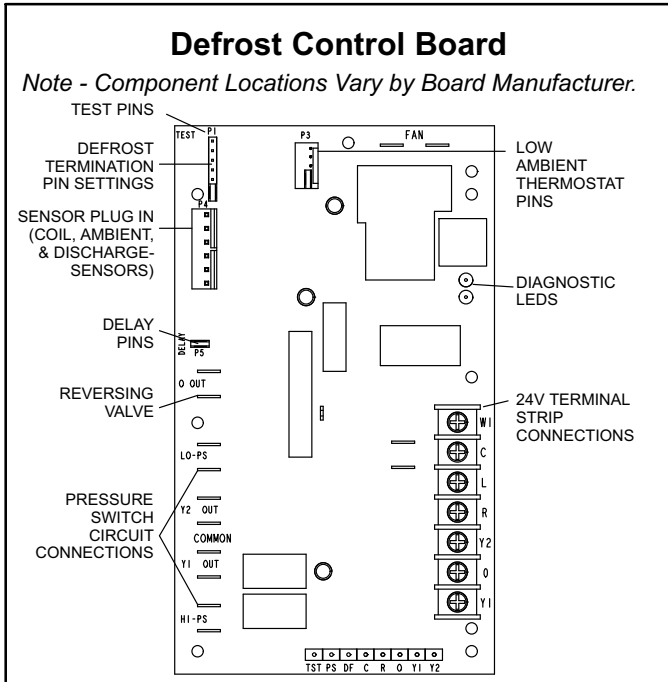 Defrost Control Board
Note - Component Locations Vary by Board Manufacturer.
TEST PINS
DEFROST
TERMINATION
PIN SETTINGS
SENSOR PLUG IN
(COIL, AMBIENT,
& DISCHARGE-
SENSORS)
DELAY
PINS
REVERSING
VALVE
PRESSURE
SWITCH
CIRCUIT
CONNECTIONS
TEST
P1
P4
DELAY
P5
O OUT
LO-PS
Y2 OUT
COMMON
Y1 OUT
HI-PS
P3
FAN
LOW
AMBIENT
THERMOSTAT
PINS
DIAGNOSTIC
LEDS
24V TERMINAL
STRIP
CONNECTIONS
W1
C
L
R
Y2
O
Y1
TST PS DF C R O Y1 Y2